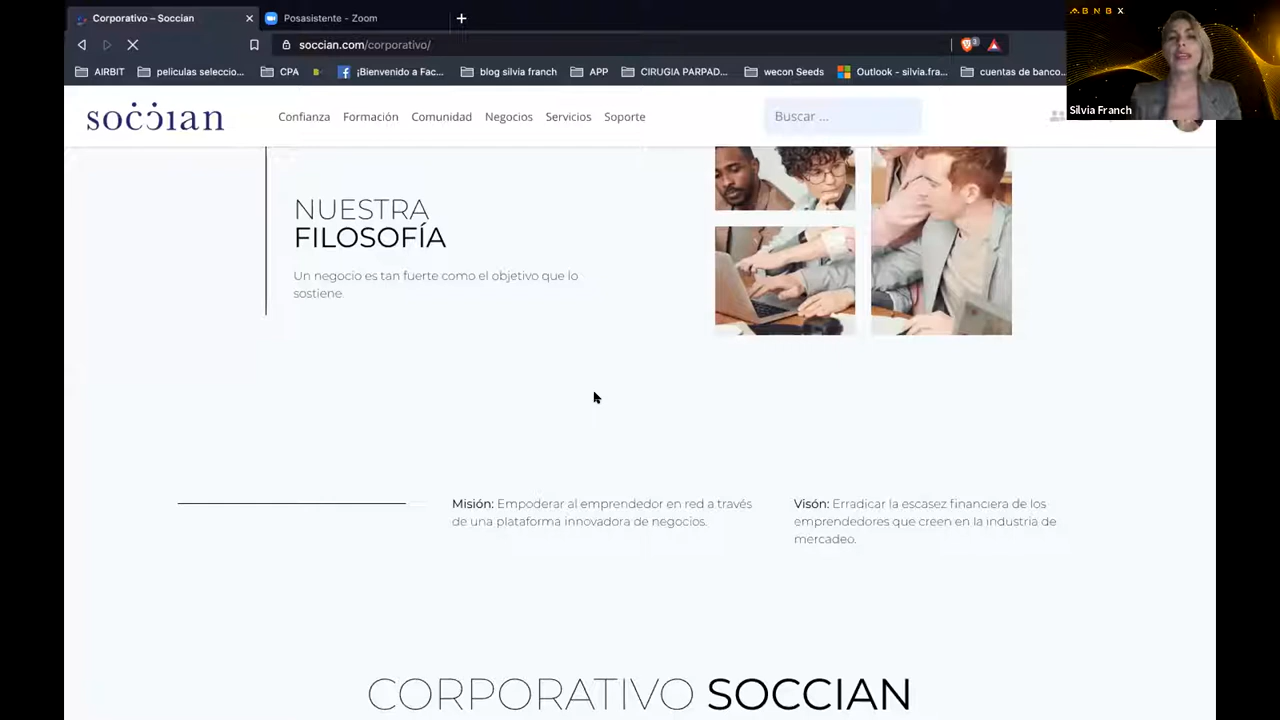 Corporativo – Soccian
Posasistente - Zoom
soccian.com/corporativo/
3
AIRBIT
peliculas seleccio...
CPA
¡Bienvenido a Fac...
blog silvia franch
APP
CIRUGIA PARPAD...
wecon Seeds
Outlook - silvia.fra...
cuentas de banco...
ABNB X
Silvia Franch
soccian
Confianza
Formación
Comunidad
Negocios
Servicios
Soporte
Buscar ...
NUESTRA
FILOSOFÍA
Un negocio es tan fuerte como el objetivo que lo
sostiene.
Misión: Empoderar al emprendedor en red a través
de una plataforma innovadora de negocios.
Visón: Erradicar la escasez financiera de los
emprendedores que creen en la industria de
mercadeo.
CORPORATIVO SOCCIAN